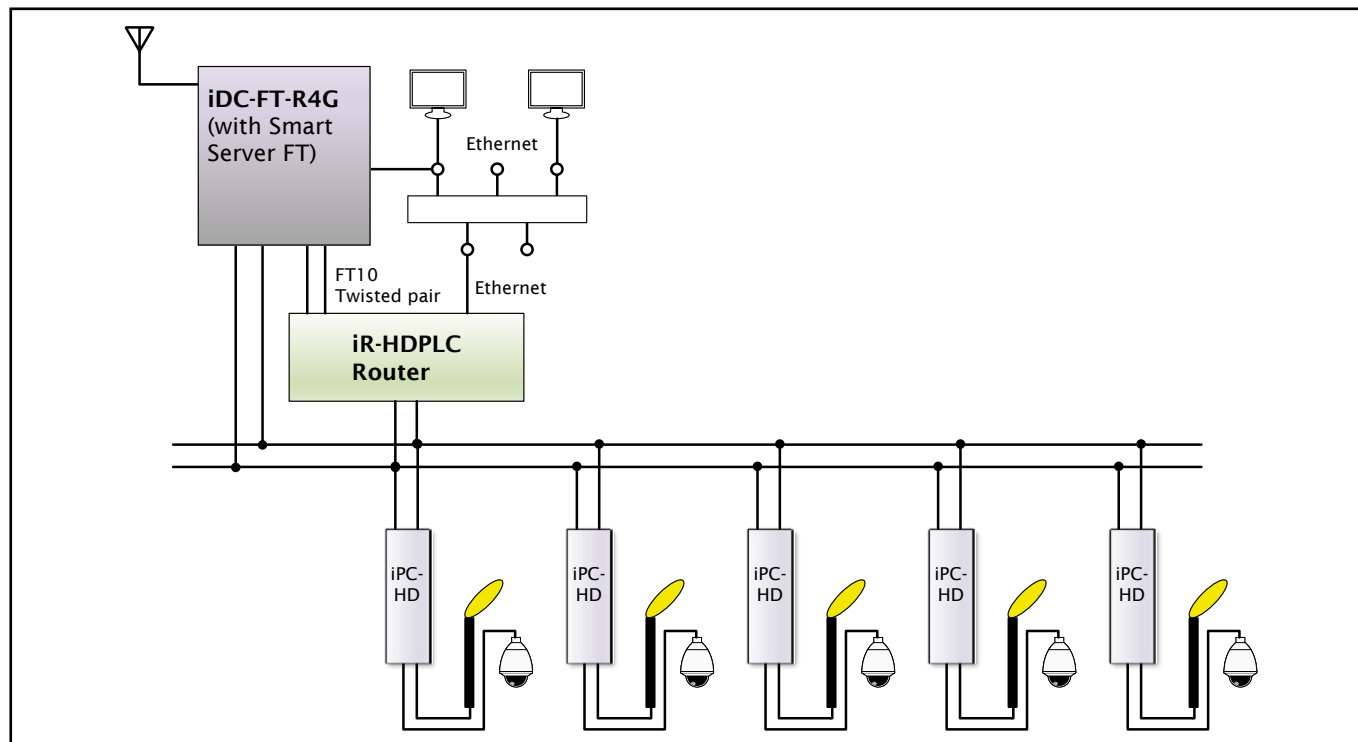 iDC-FT-R4G
(with Smart
Server FT)
Ethernet
FT10
Twisted pair
Ethernet
iR-HDPLC
Router
iPC-
HD
iPC-
HD
iPC-
HD
iPC-
HD
iPC-
HD